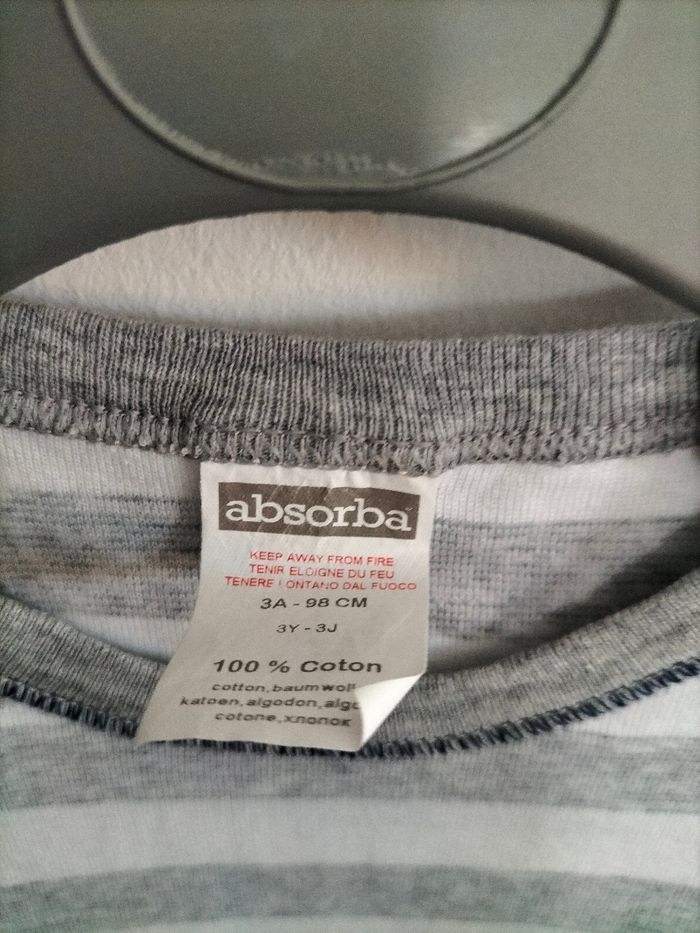 absorba
KEEP AWAY FROM FIRE
TENIR ELOIGNE DU FEU
TENERE LONTANO DAL FUOCO
3A - 98 CM
3Y - 3J
100 % Coton
cotton, baumwoll
katoen, algodon, algo
cotone, хлопок